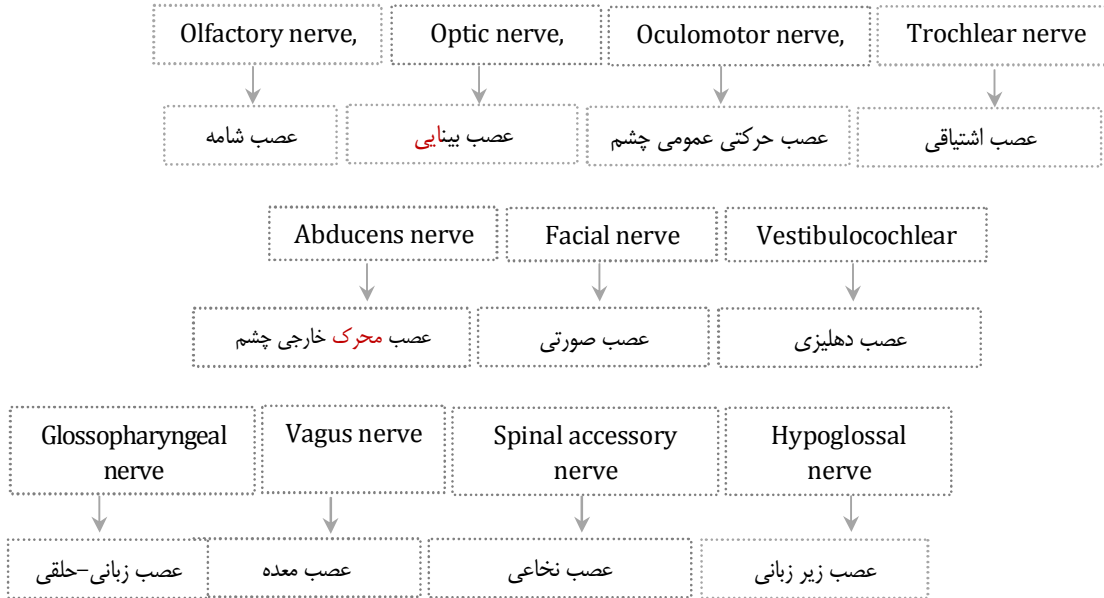 Olfactory nerve,
Optic nerve,
Oculomotor nerve,
Trochlear nerve
عصب شامه
عصب بینایی
عصب حرکتی عمومی چشم
عصب اشتیاقی
Abducens nerve
Facial nerve
Vestibulocochlear
عصب محرک خارجی چشم
عصب صورتی
عصب دهلیزی
Glossopharyngeal
nerve
Vagus nerve
Spinal accessory
nerve
Hypoglossal
nerve
عصب زبانی–حلقی
عصب معده
عصب نخاعی
عصب زیر زبانی